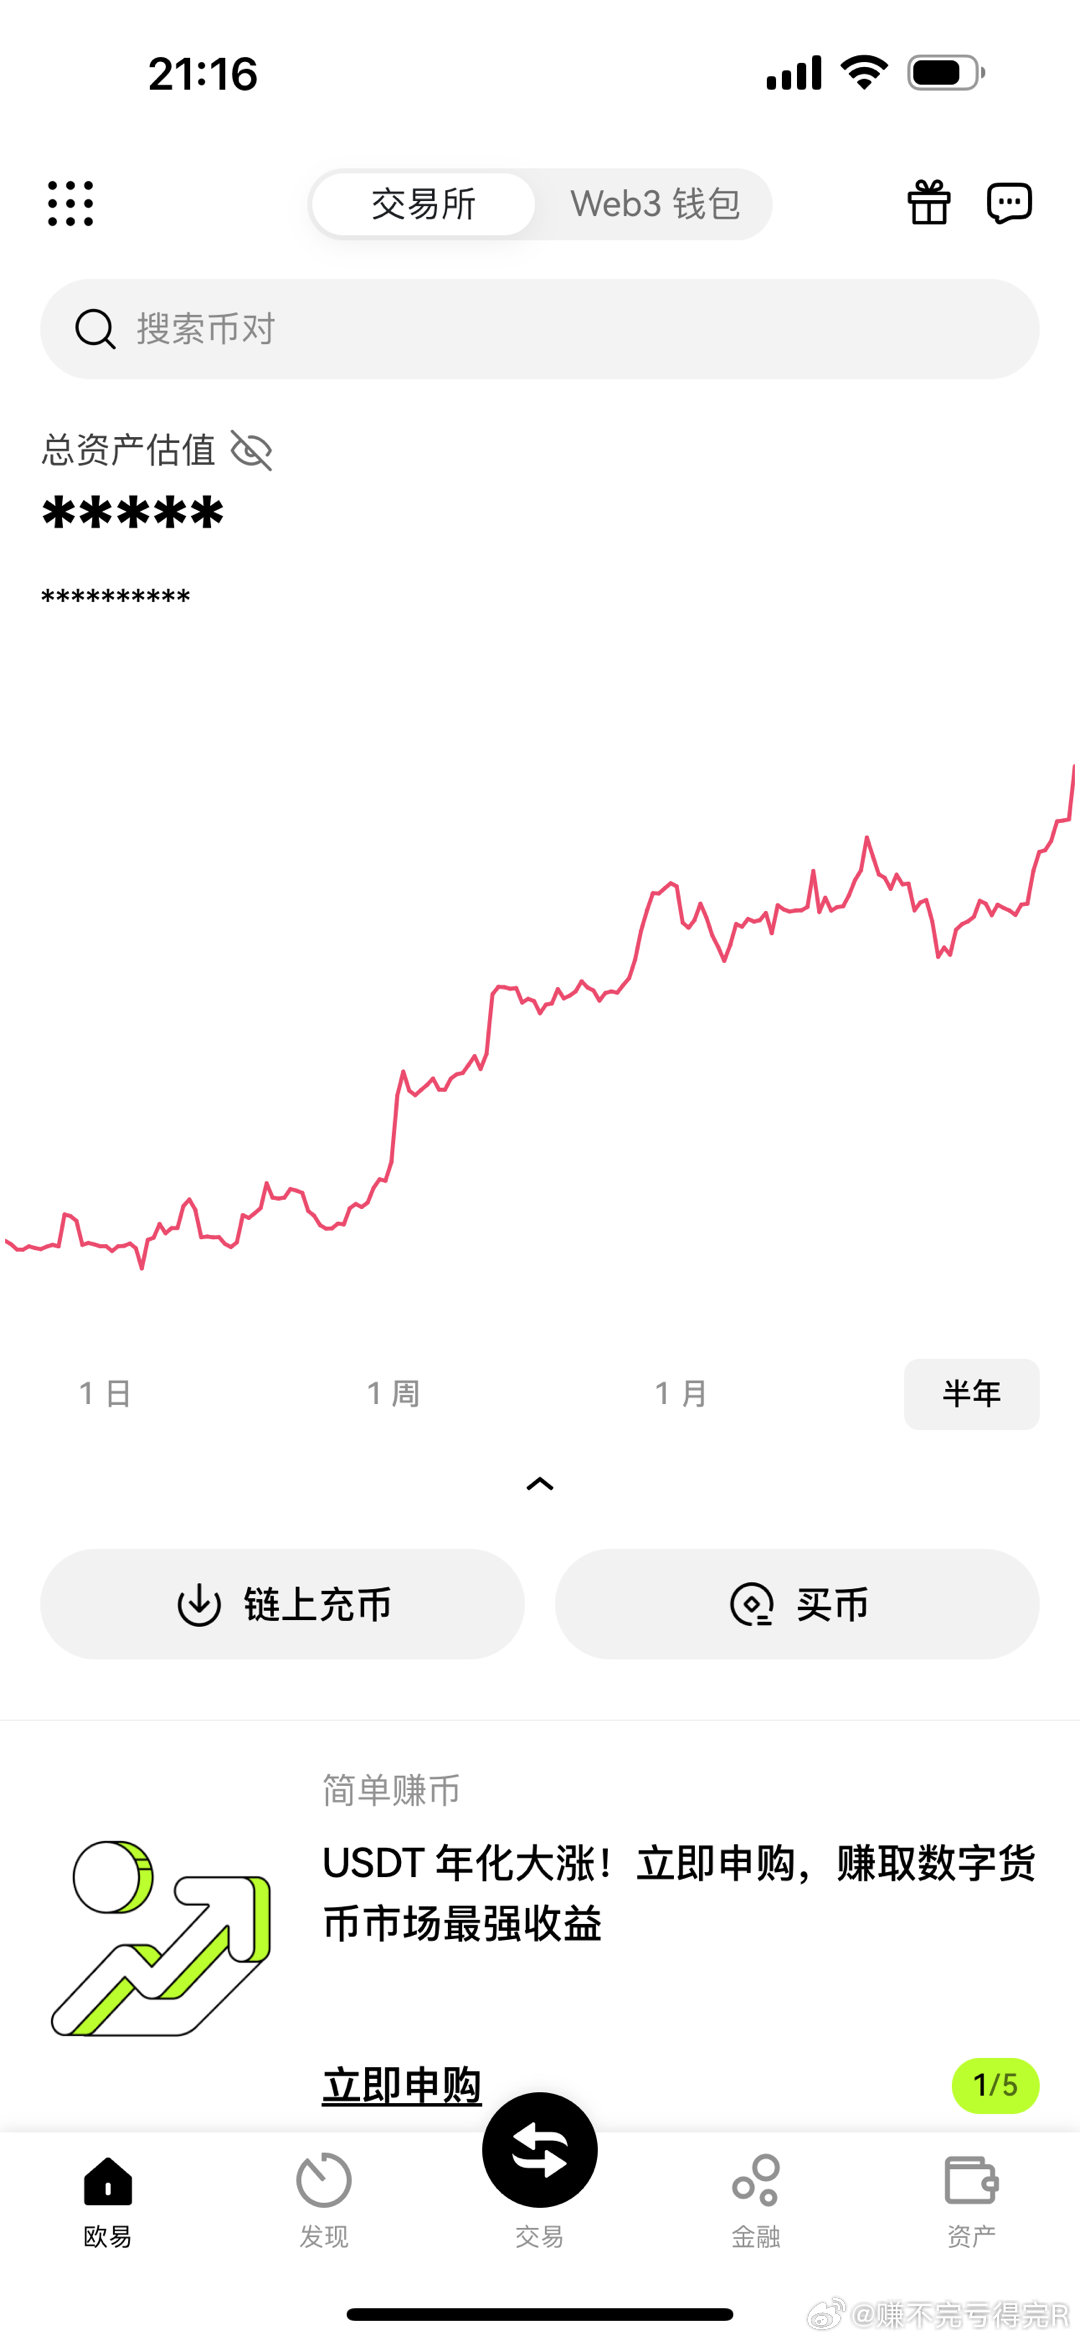 21:16
交易所
Web3 钱包
搜索币对
总资产估值
*****
**********
1 日
1 周
1 月
半年
链上充币
买币
简单赚币
USDT 年化大涨！立即申购，赚取数字货
币市场最强收益
立即申购
1/5
欧易
发现
交易
金融
资产
@赚不完亏得完R